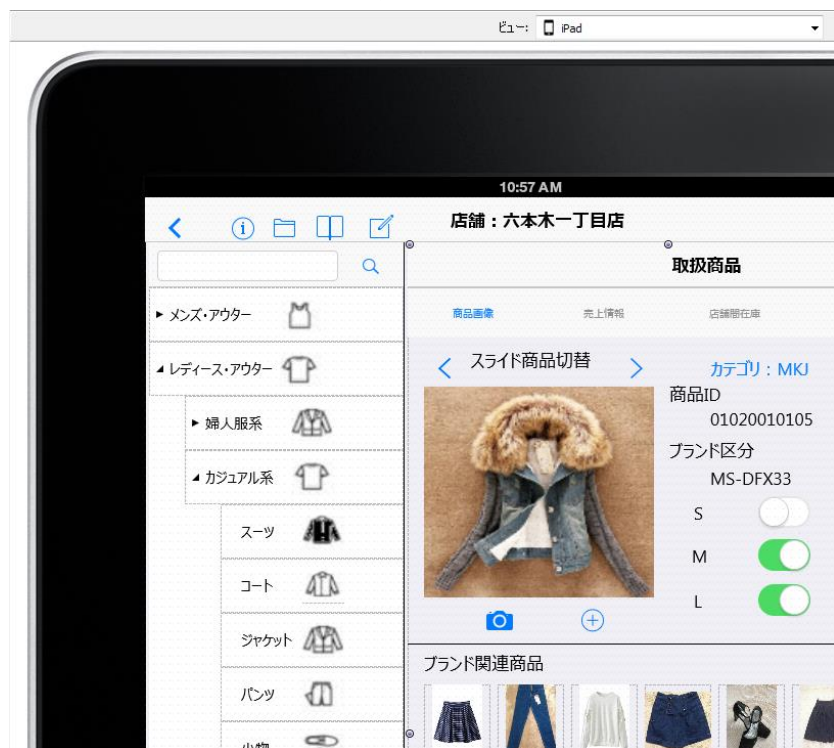 ビュー: iPad
10:57 AM
店舗：六本木一丁目店
取扱商品
メンズ・アウター
商品画像 売上情報 店舗間在庫
レディース・アウター
スライド商品切替
カテゴリ：MKJ
商品ID
01020010105
婦人服系
ブランド区分
カジュアル系
MS-DFX33
S
スーツ
M
コート
L
ジャケット
ブランド関連商品
パンツ
小物